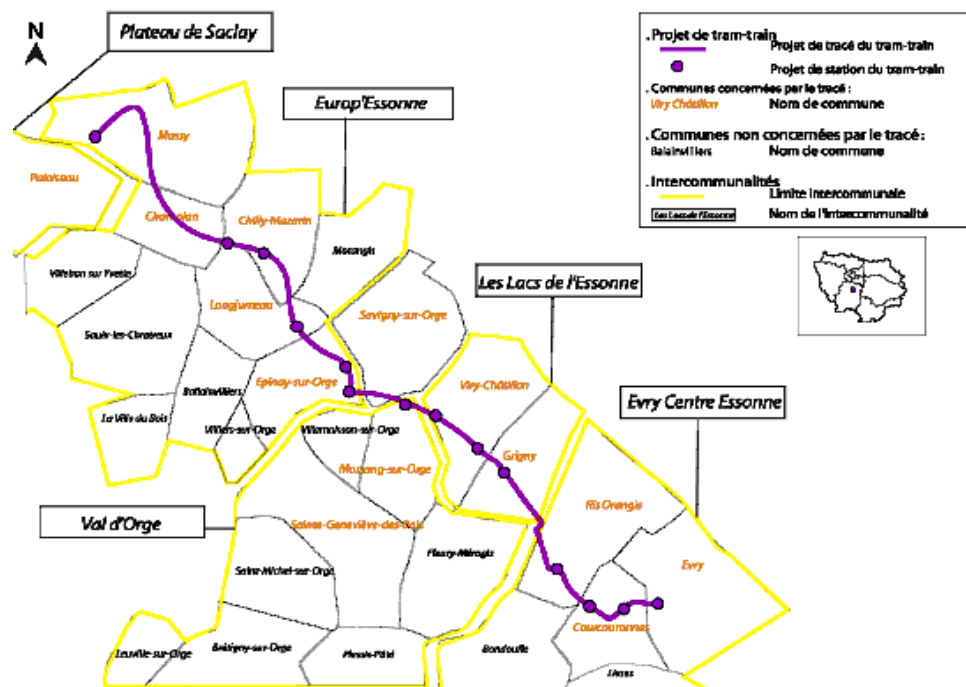 N
Plateau de Saclay
Europ'Essonne
Les Lacs de l'Essonne
Evry Centre Essonne
Val d'Orge
. Projet de tram-train
Projet de tracé du tram-train
Projet de station du tram-train
. Communes concernées par le tracé :
Viry Châtillon
Nom de commune
. Communes non concernées par le tracé :
Balainvilliers
Nom de commune
. Intercommunalités
Limite intercommunale
Les Lacs de l'Essonne
Nom de l'intercommunalité
Massy
Palaiseau
Champlan
Chilly-Mazarin
Morangis
Villebon sur Yvette
Longjumeau
Savigny-sur-Orge
Saulx-les-Chartreux
Viry-Châtillon
Ballainvilliers
Epinay-sur-Orge
La Ville du Bois
Villiers-sur-Orge
Villemoisson-sur-Orge
Grigny
Morsang-sur-Orge
Ris Orangis
Sainte-Geneviève-des-Bois
Fleury-Mérogis
Evry
Saint-Michel-sur-Orge
Courcouronnes
Leuville-sur-Orge
Brétigny-sur-Orge
Plessis-Pâté
Bondoufle
Lisses